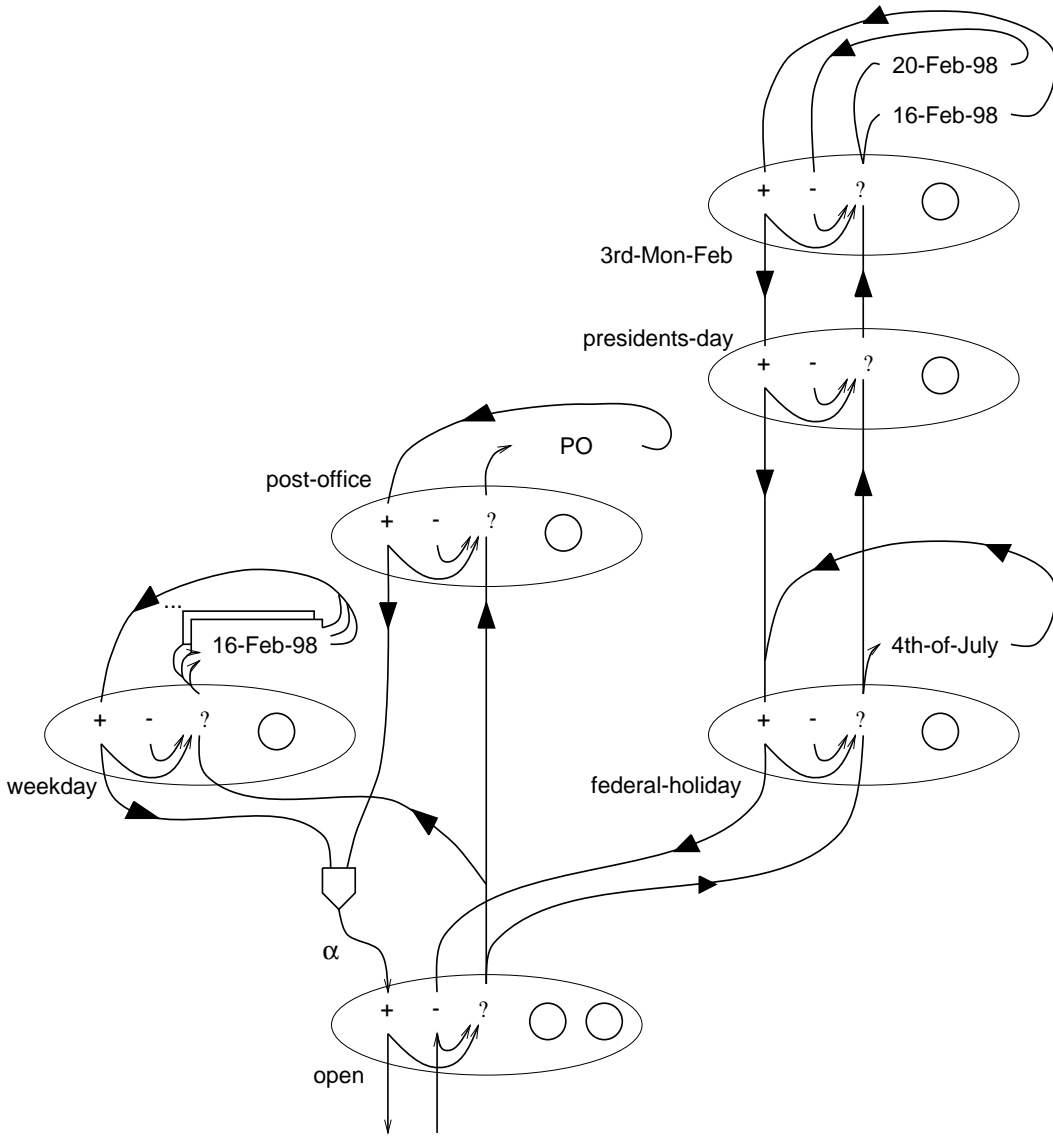 20-Feb-98
16-Feb-98
+ - ?
3rd-Mon-Feb
presidents-day
+ - ?
PO
post-office
+ - ?
...
16-Feb-98
4th-of-July
+ - ?
+ - ?
weekday
federal-holiday
α
+ - ?
open